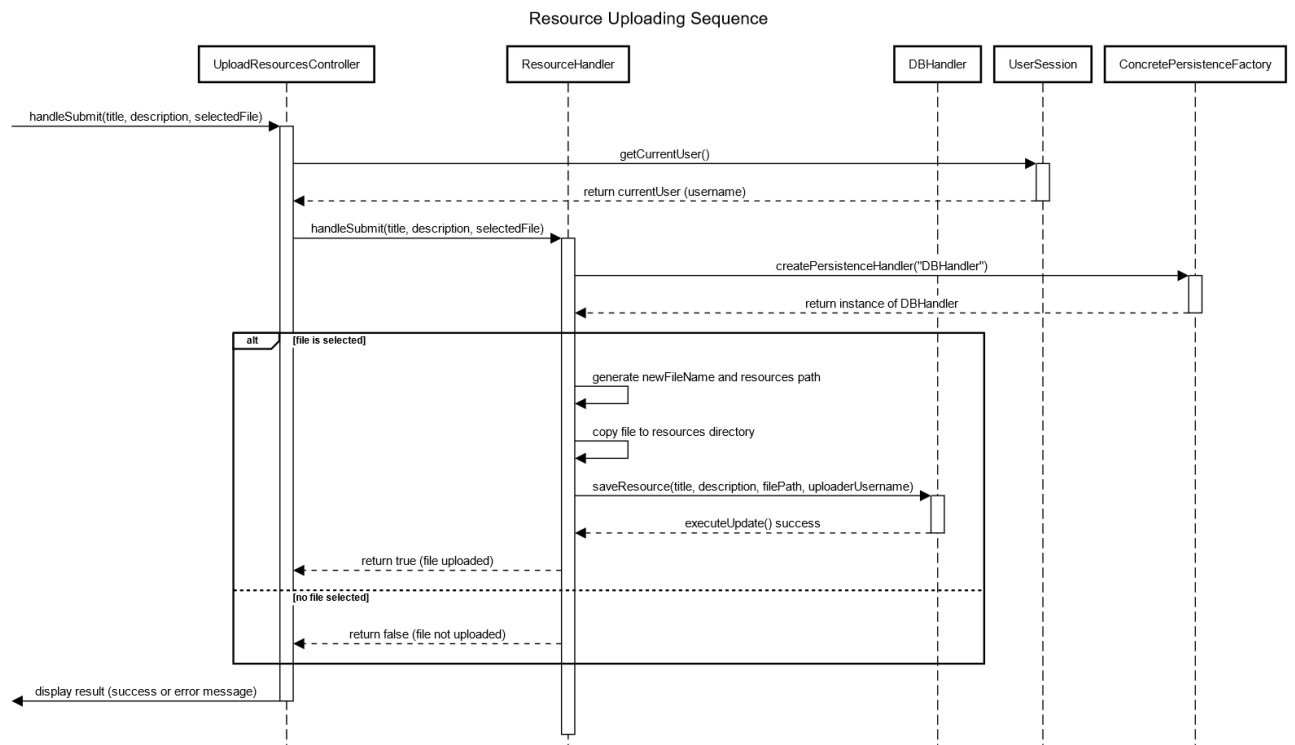 Resource Uploading Sequence
UploadResourcesController
ResourceHandler
DBHandler
UserSession
ConcretePersistenceFactory
handleSubmit(title, description, selectedFile)
getCurrentUser()
return currentUser (username)
handleSubmit(title, description, selectedFile)
createPersistenceHandler("DBHandler")
return instance of DBHandler
alt
[file is selected]
generate newFileName and resources path
copy file to resources directory
saveResource(title, description, filePath, uploaderUsername)
executeUpdate() success
return true (file uploaded)
[no file selected]
return false (file not uploaded)
display result (success or error message)